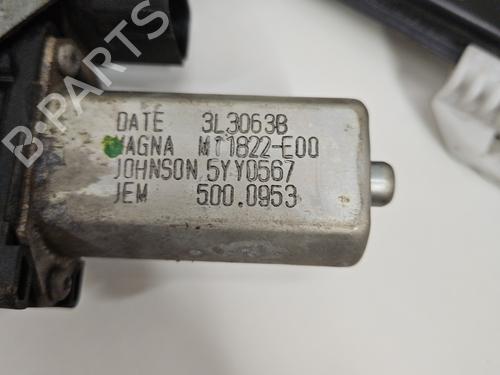 DATE 3L3063B
MAGNA MT1822-E00
JOHNSON 5YY0567
JEM 500.0953
B-PARTS